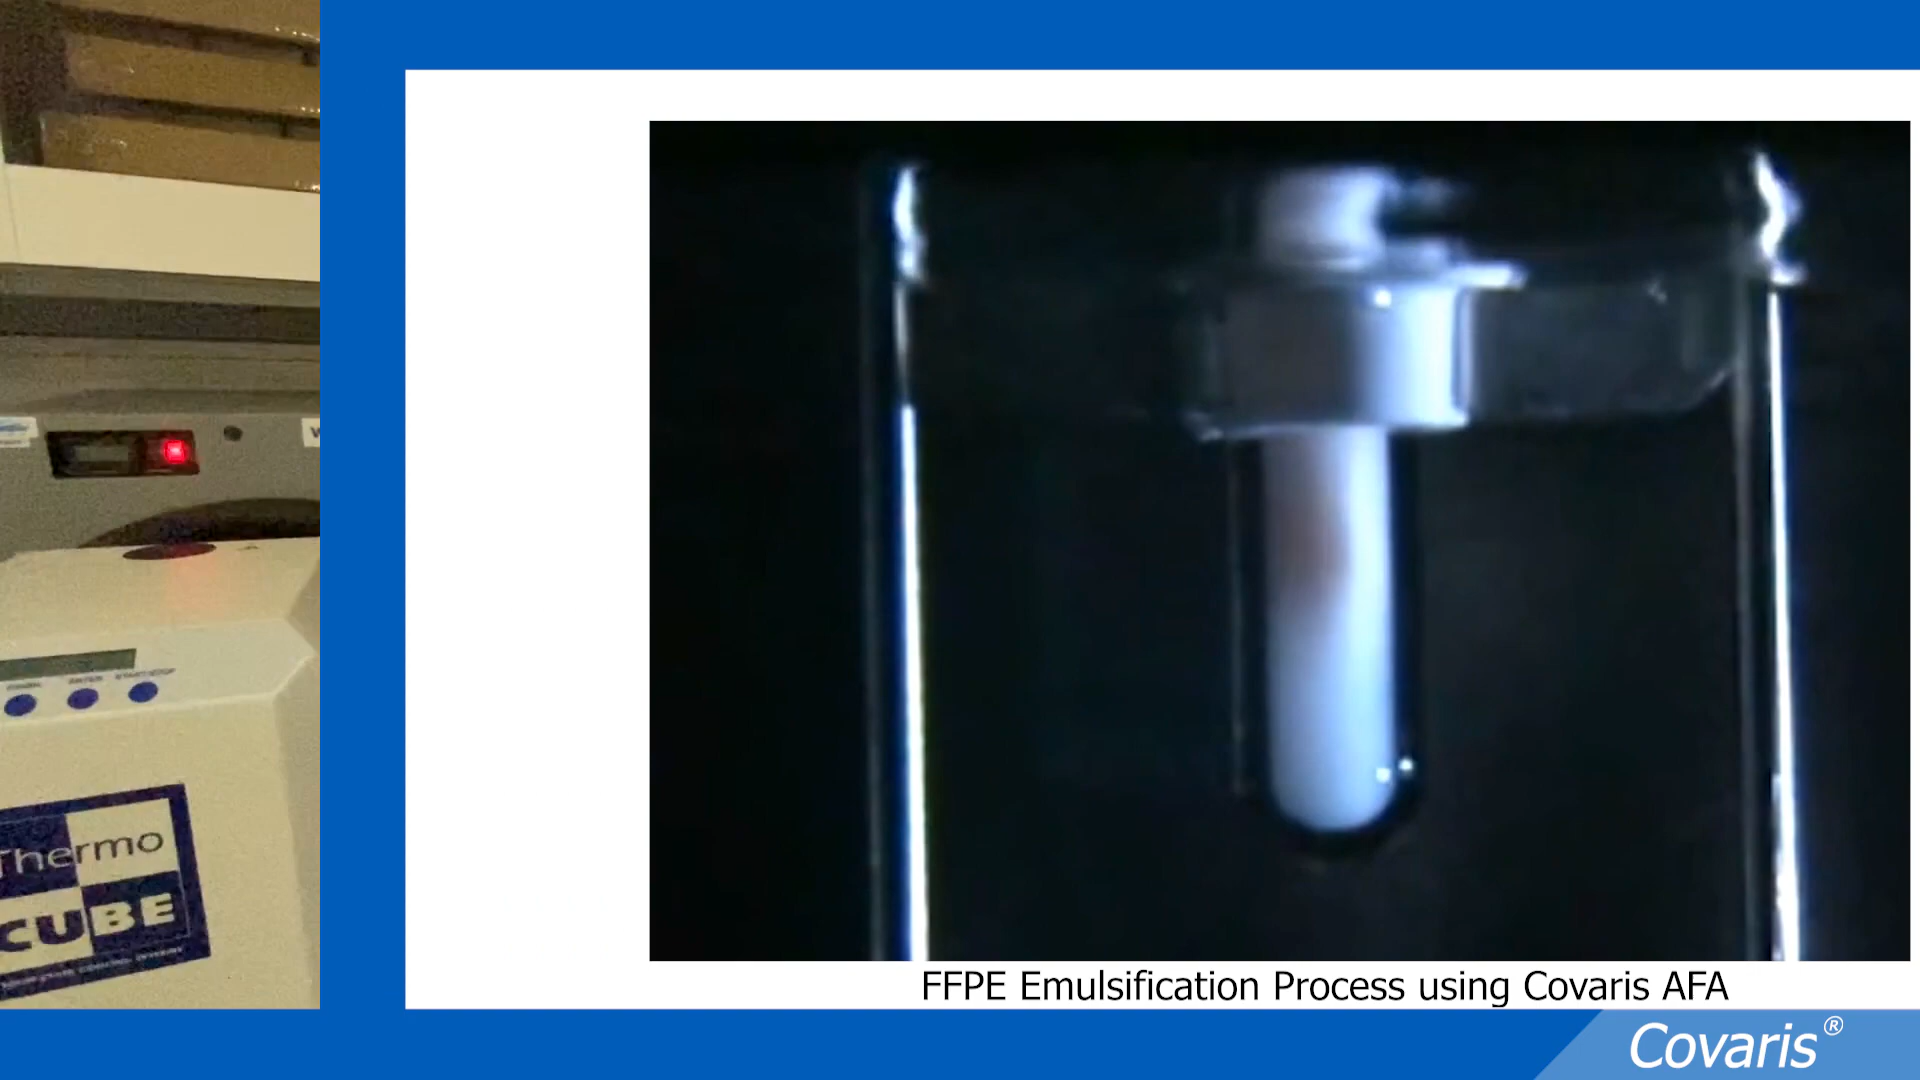 Thermo
CUBE
FFPE Emulsification Process using Covaris AFA
Covaris®